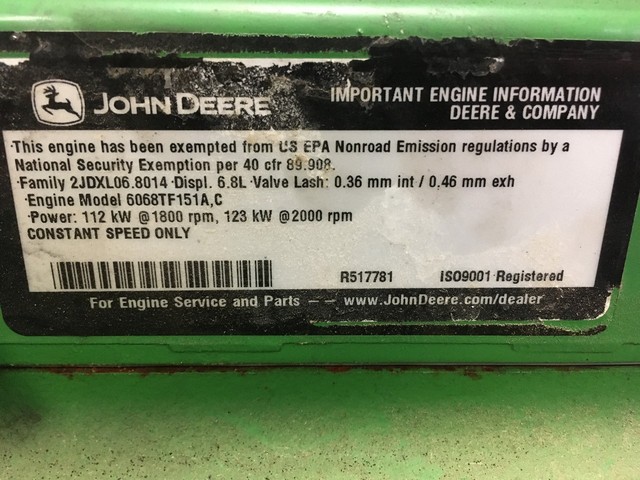 JOHN DEERE
IMPORTANT ENGINE INFORMATION
DEERE & COMPANY
This engine has been exempted from US EPA Nonroad Emission regulations by a
National Security Exemption per 40 cfr 89.908.
Family 2JDXL06.8014 Displ. 6.8L Valve Lash: 0.36 mm int / 0.46 mm exh
Engine Model 6068TF151A,C
Power: 112 kW @1800 rpm, 123 kW @2000 rpm
CONSTANT SPEED ONLY
R517781 ISO9001 Registered
For Engine Service and Parts -- www.JohnDeere.com/dealer